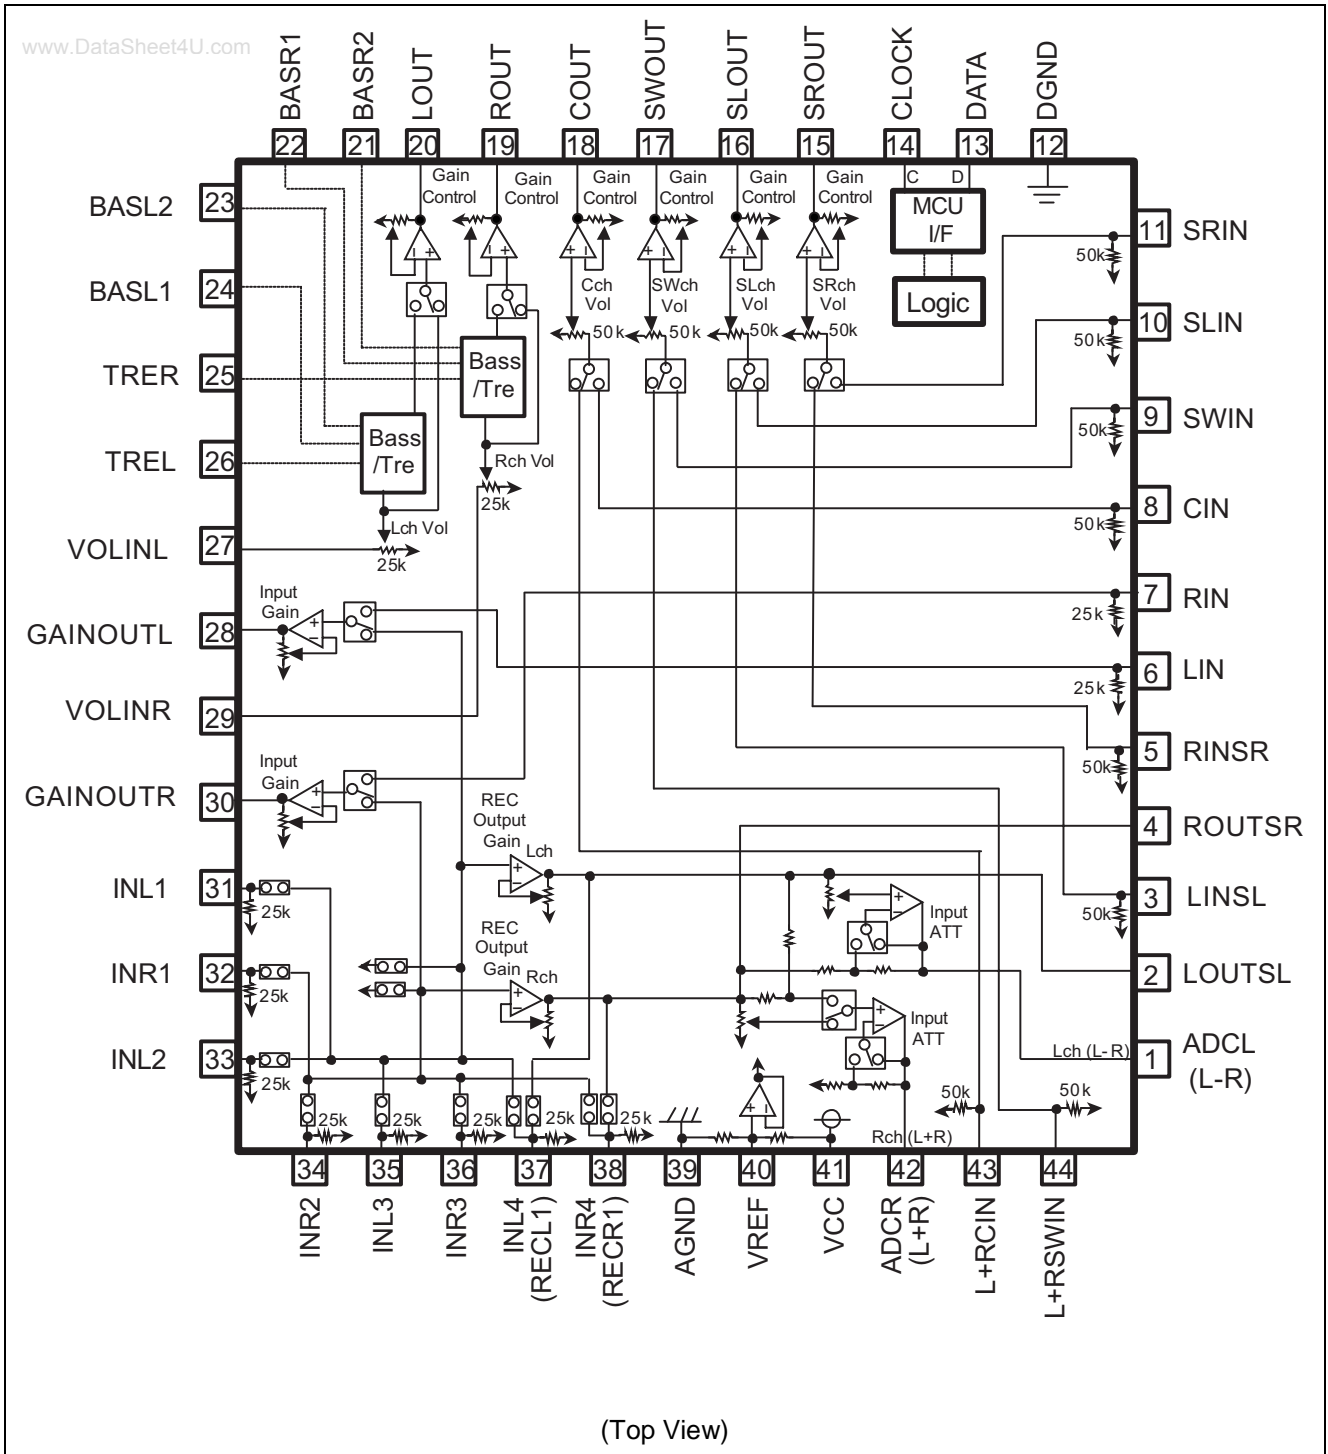 www.DataSheet4U.com
BASR1
BASR2
LOUT
ROUT
COUT
SWOUT
SLOUT
SROUT
CLOCK
DATA
DGND
22
21
20
19
18
17
16
15
14
13
12
Gain
Control
Gain
Control
Gain
Control
Gain
Control
Gain
Control
Gain
Control
C
D
MCU
I/F
Logic
BASL2
23
BASL1
24
TRER
25
TREL
26
VOLINL
27
GAINOUTL
28
VOLINR
29
GAINOUTR
30
INL1
31
INR1
32
INL2
33
11
SRIN
50k
10
SLIN
50k
9
SWIN
50k
8
CIN
50k
7
RIN
25k
6
LIN
25k
5
RINSR
50k
4
ROUTSR
3
LINSL
50k
2
LOUTSL
1
ADCL
(L-R)
Lch (L-R)
Cch
Vol
SWch
Vol
SLch
Vol
SRch
Vol
50k
50k
50k
50k
Bass
/Tre
Bass
/Tre
Rch Vol
25k
Lch Vol
25k
Input
Gain
Input
Gain
REC
Output
Gain
Lch
REC
Output
Gain
Rch
Input
ATT
Input
ATT
25k
25k
25k
25k
25k
25k
25k
25k
50k
50k
Rch (L+R)
34
35
36
37
38
39
40
41
42
43
44
INR2
INL3
INR3
INL4
(RECL1)
INR4
(RECR1)
AGND
VREF
VCC
ADCR
(L+R)
L+RCIN
L+RSWIN
(Top View)